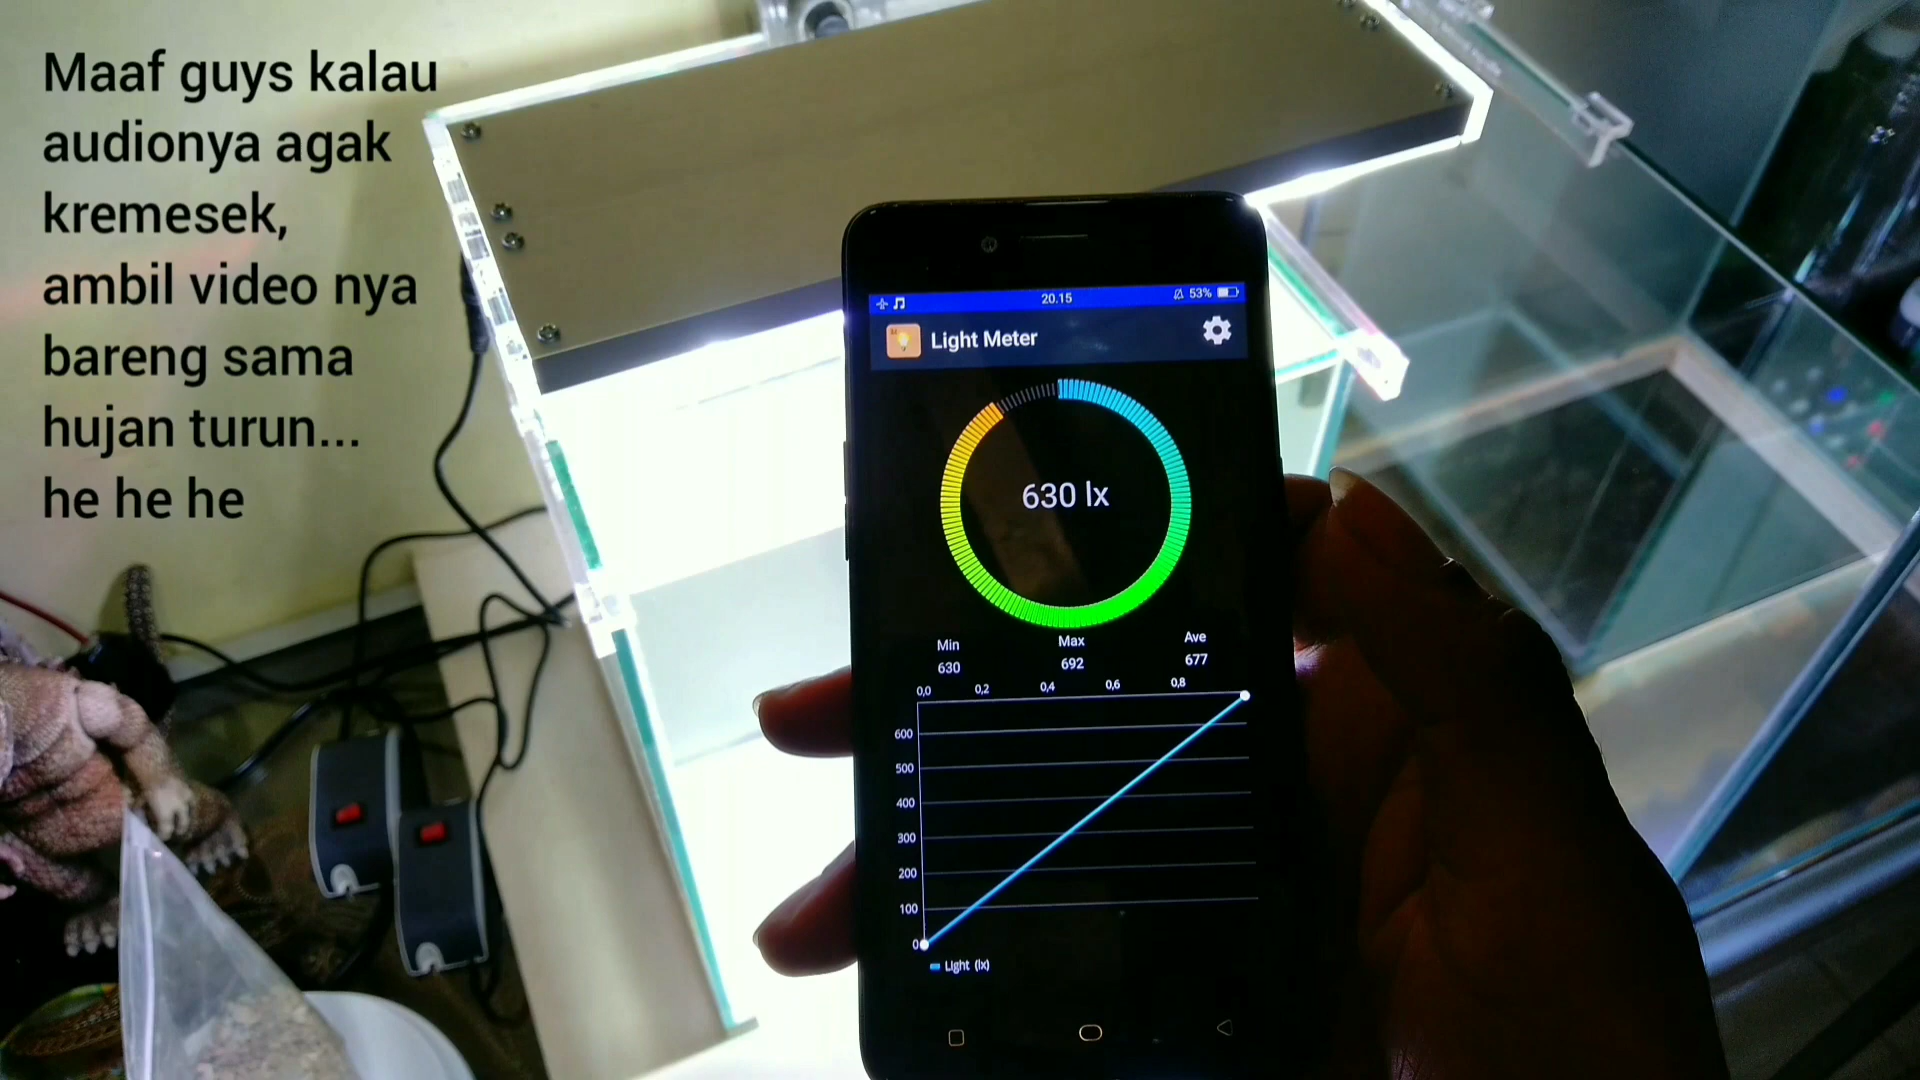 Maaf guys kalau
audionya agak
kremesek,
ambil video nya
bareng sama
hujan turun...
he he he
20.15
53%
Light Meter
630 lx
Min
Max
Ave
630
692
677
0,0
0,2
0,4
0,6
0,8
600
500
400
300
200
100
0
Light (lx)